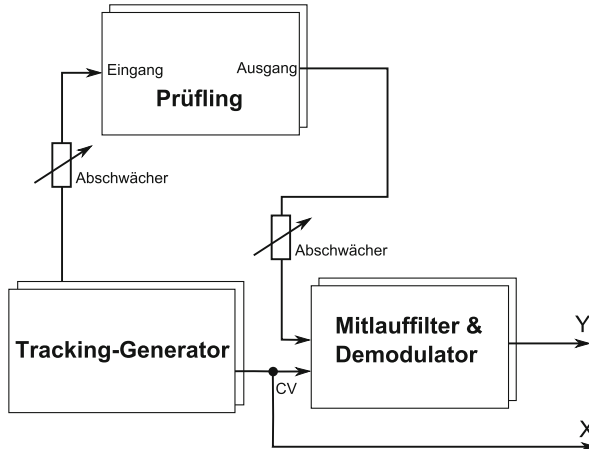 Eingang
Ausgang
Prüfling
Abschwächer
Abschwächer
Tracking-Generator
Mitlauffilter &
Demodulator
Y
CV
X